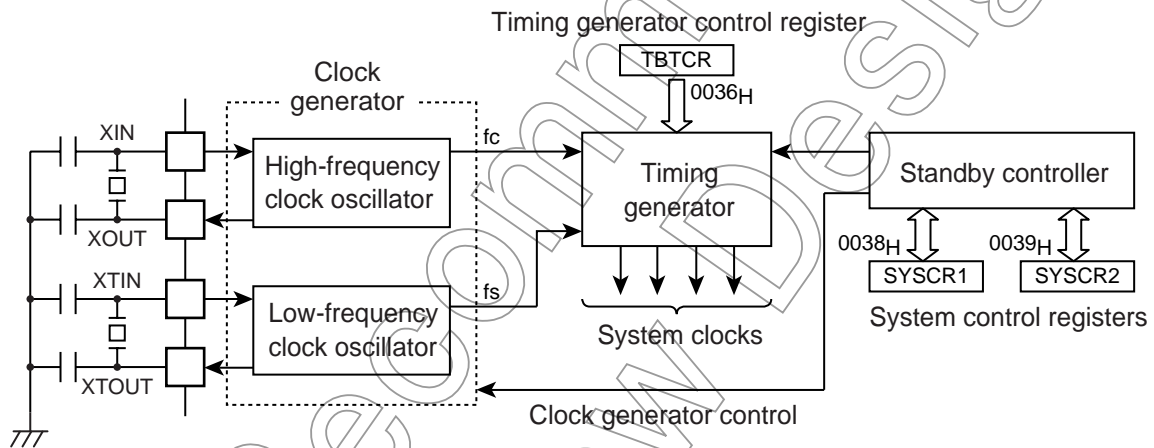 Timing generator control register
TBTCR
0036H
Clock
generator
XIN
High-frequency
clock oscillator
fc
XOUT
Timing
generator
Standby controller
0038H
0039H
SYSCR1
SYSCR2
System control registers
XTIN
Low-frequency
clock oscillator
fs
XTOUT
System clocks
Clock generator control